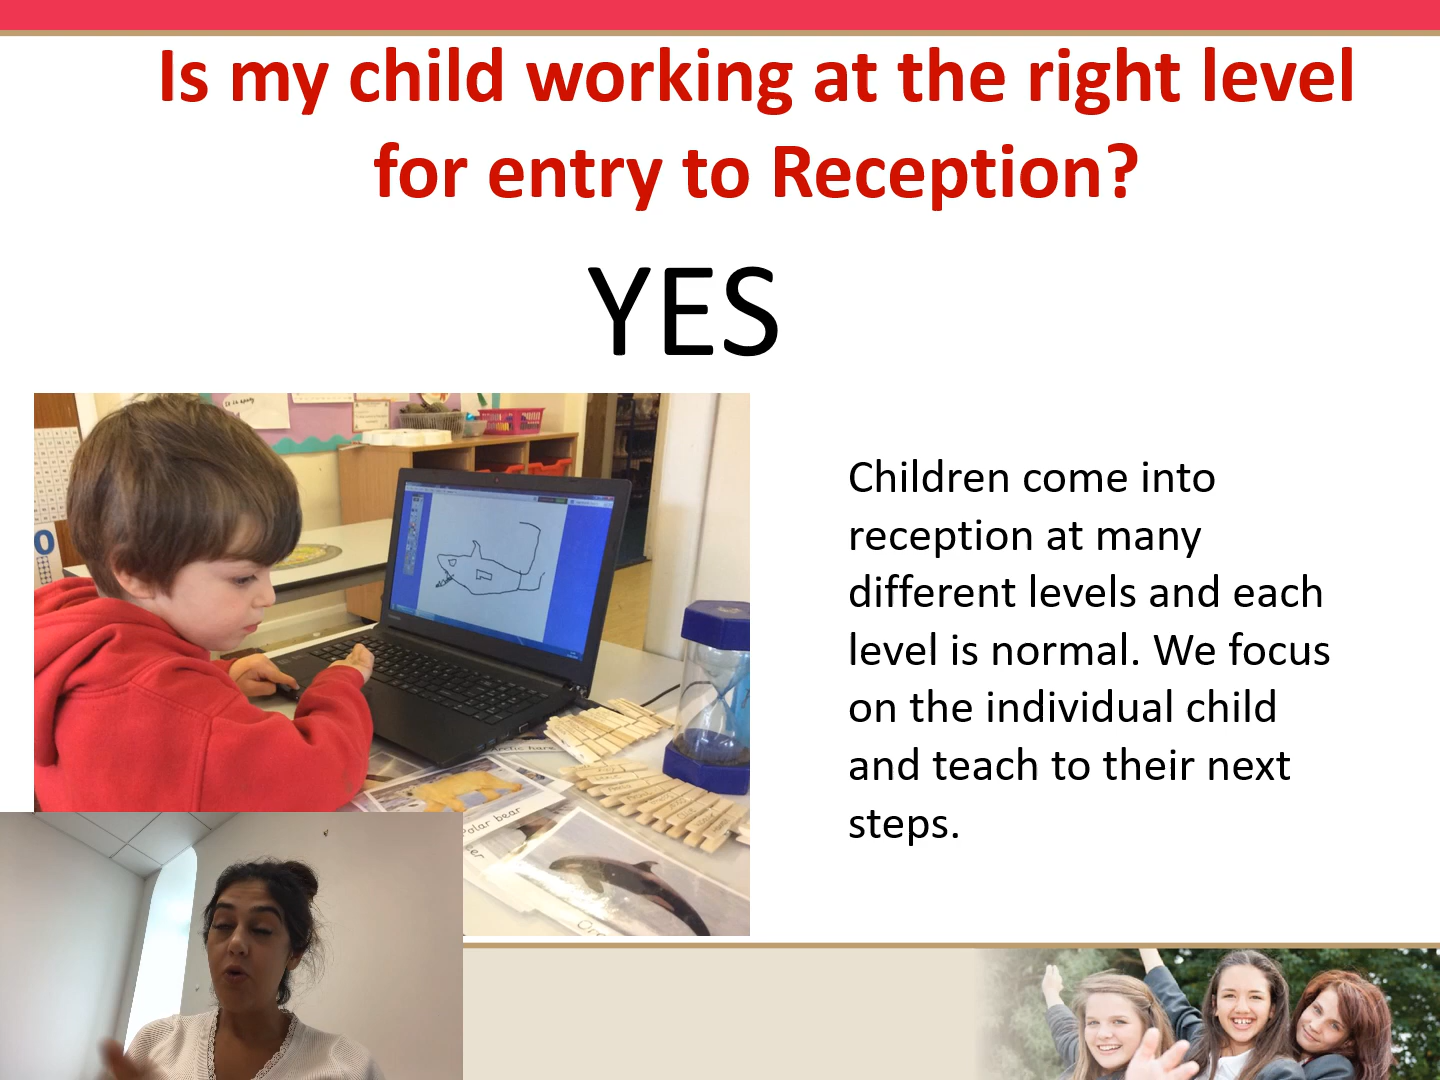 Is my child working at the right level
for entry to Reception?
YES
Children come into
reception at many
different levels and each
level is normal. We focus
on the individual child
and teach to their next
steps.
Polar bear